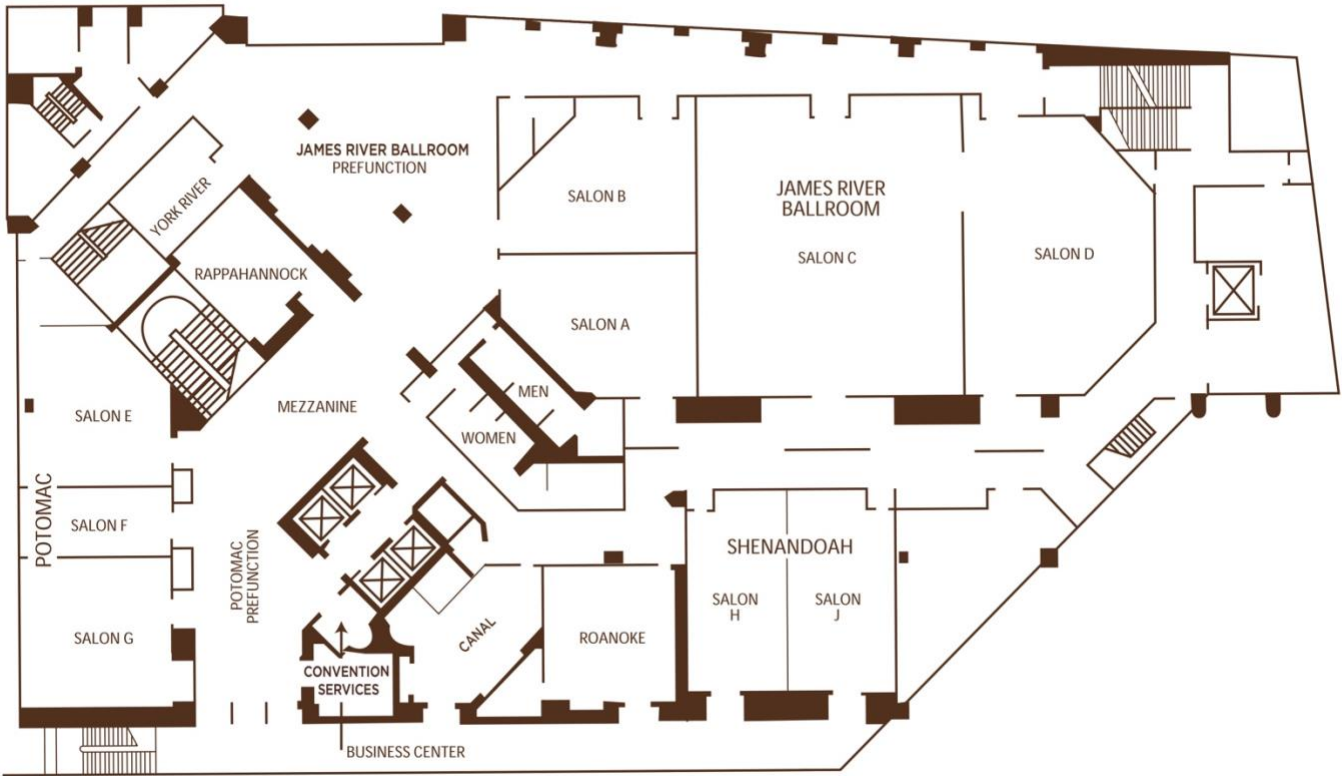 JAMES RIVER BALLROOM
PREFUNCTION
YORK RIVER
RAPPAHANNOCK
SALON B
JAMES RIVER
BALLROOM
SALON C
SALON D
SALON A
MEN
WOMEN
MEZZANINE
SALON E
POTOMAC
SALON F
SALON G
POTOMAC
PREFUNCTION
SHENANDOAH
SALON
H
SALON
J
CANAL
ROANOKE
CONVENTION
SERVICES
BUSINESS CENTER